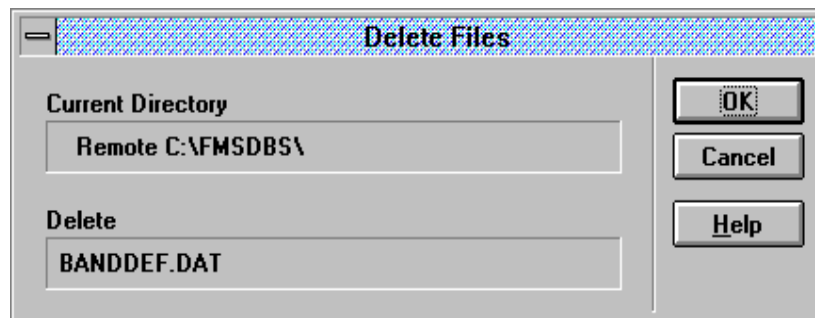 Delete Files
Current Directory
Remote C:\FMSDBS\
Delete
BANDDEF.DAT
OK
Cancel
Help